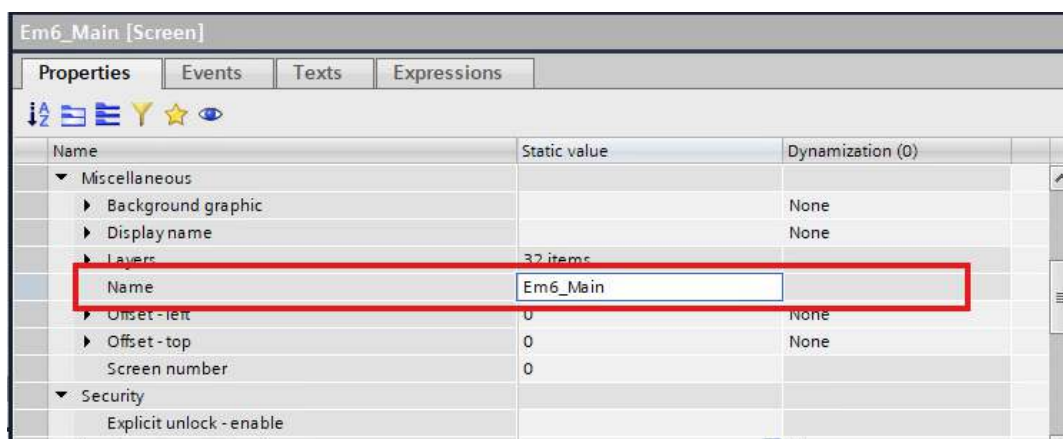 Em6_Main [Screen]
Properties Events Texts Expressions
Name Static value Dynamization (0)
Miscellaneous
Background graphic None
Display name None
Layers 32 items
Name Em6_Main
Offset - left 0 None
Offset - top 0 None
Screen number 0
Security
Explicit unlock - enable